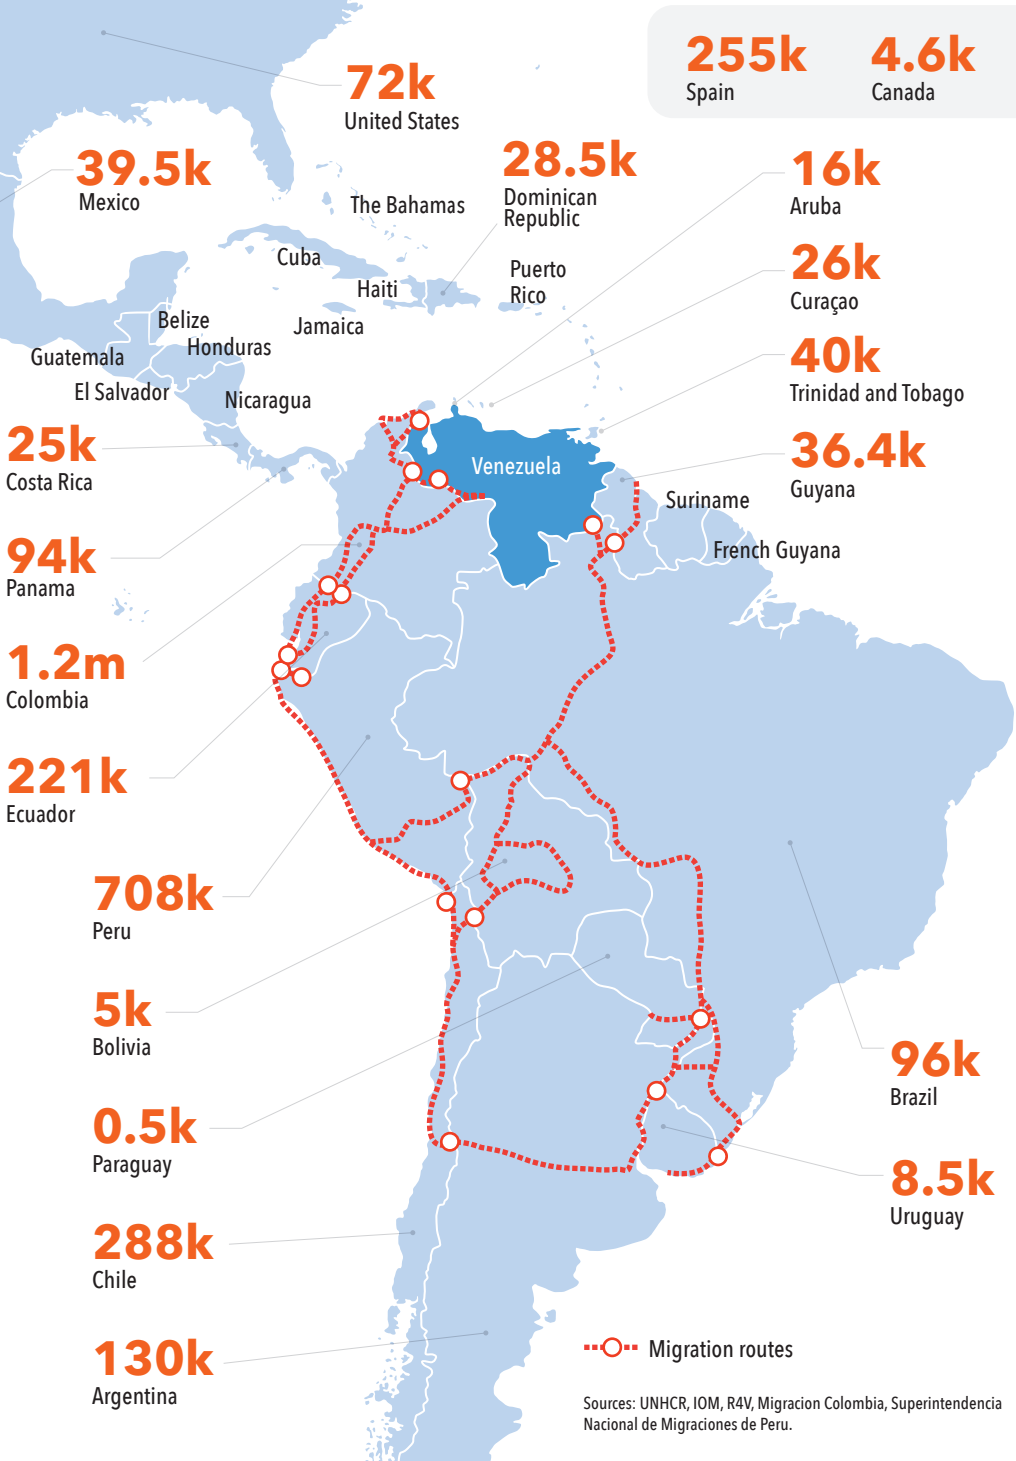 255k
Spain
4.6k
Canada
72k
United States
39.5k
Mexico
28.5k
Dominican
Republic
16k
Aruba
The Bahamas
Cuba
Haiti
Puerto
Rico
26k
Curaçao
Jamaica
Belize
Honduras
Guatemala
El Salvador
Nicaragua
40k
Trinidad and Tobago
25k
Costa Rica
Venezuela
36.4k
Guyana
Suriname
French Guyana
94k
Panama
1.2m
Colombia
221k
Ecuador
708k
Peru
5k
Bolivia
96k
Brazil
0.5k
Paraguay
8.5k
Uruguay
288k
Chile
130k
Argentina
Migration routes
Sources: UNHCR, IOM, R4V, Migracion Colombia, Superintendencia
Nacional de Migraciones de Peru.